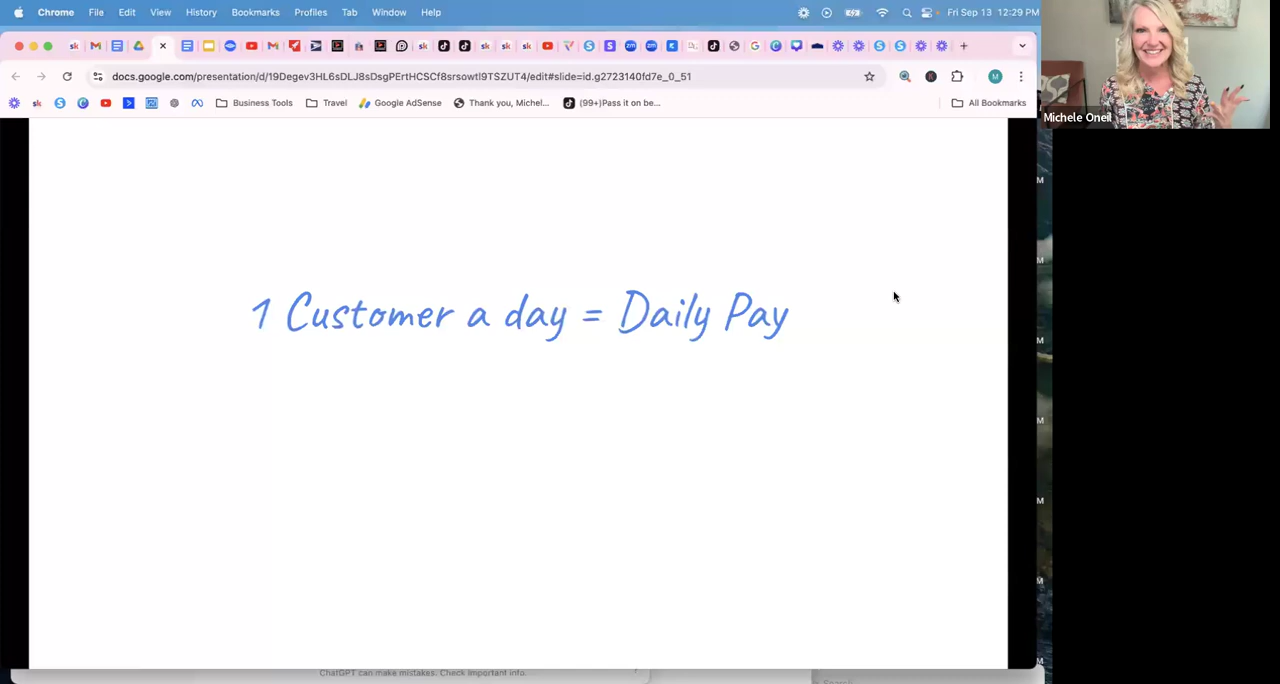 Chrome File Edit View History Bookmarks Profiles Tab Window Help Fri Sep 13 12:29 PM
docs.google.com/presentation/d/19Degev3HL6sDLJ8sDsgPErtHCSCf8srsowtl9TSZUT4/edit#slide=id.g2723140fd7e_0_51
Business Tools Travel Google AdSense Thank you, Michel... (99+)Pass it on be... All Bookmarks
Michele Oneil
1 Customer a day = Daily Pay
ChatGPT can make mistakes. Check important info.
Search